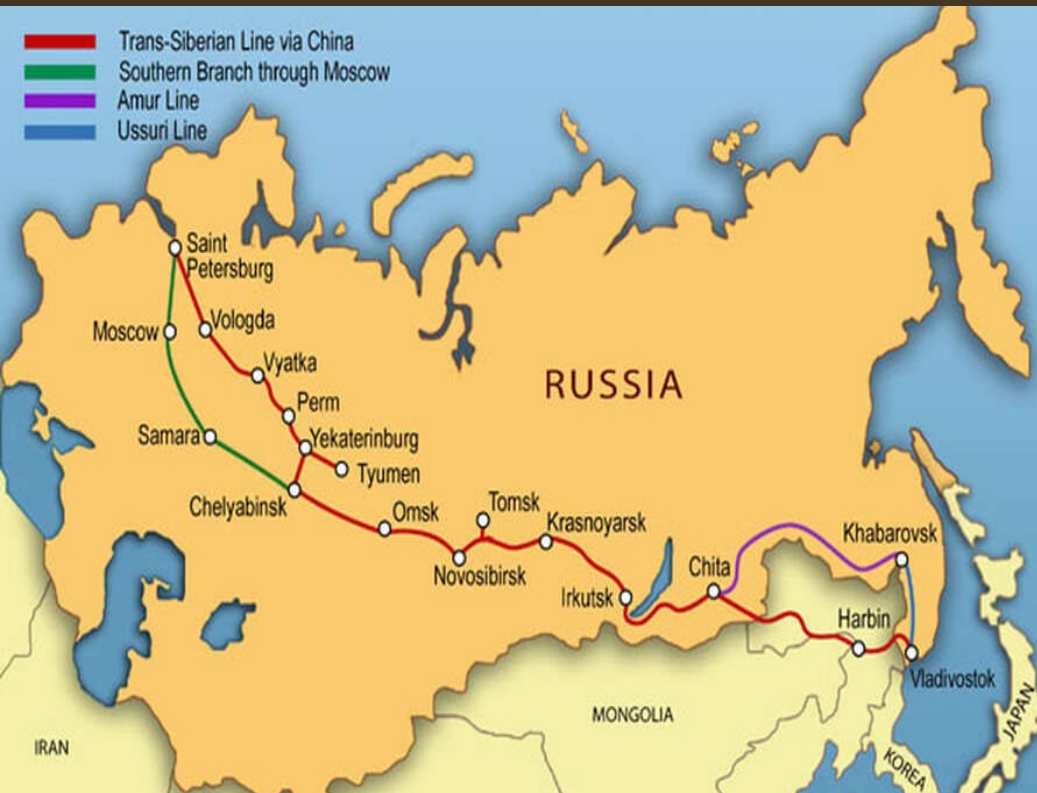 Trans-Siberian Line via China
Southern Branch through Moscow
Amur Line
Ussuri Line
Saint
Petersburg
Moscow
Vologda
Vyatka
RUSSIA
Perm
Samara
Yekaterinburg
Tyumen
Chelyabinsk
Omsk
Tomsk
Krasnoyarsk
Khabarovsk
Novosibirsk
Chita
Irkutsk
Harbin
Vladivostok
MONGOLIA
JAPAN
IRAN
KOREA